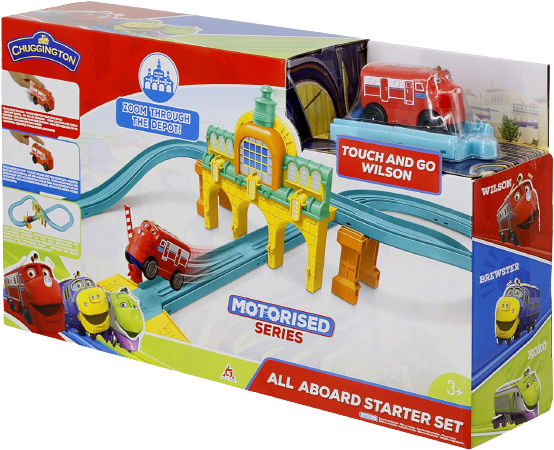 CHUGGINGTON
ZOOM THROUGH
THE DEPOT!
TOUCH AND GO
WILSON
WILSON
BREWSTER
KOKO
MOTORISED
SERIES
3+
ALL ABOARD STARTER SET